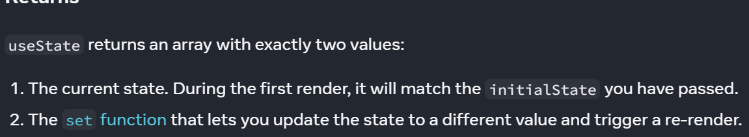 Returns
useState returns an array with exactly two values:
1. The current state. During the first render, it will match the initialState you have passed.
2. The set function that lets you update the state to a different value and trigger a re-render.